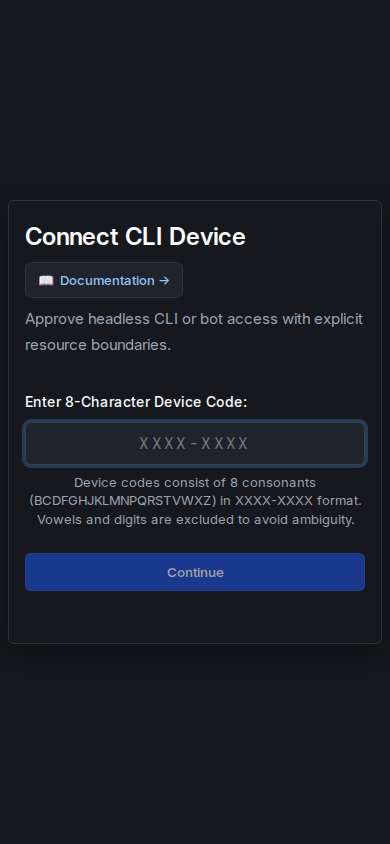 Connect CLI Device
📖 Documentation →
Approve headless CLI or bot access with explicit
resource boundaries.
Enter 8-Character Device Code:
XXXX-XXXX
Device codes consist of 8 consonants
(BCDFGHJKLMNPQRSTVWXZ) in XXXX-XXXX format.
Vowels and digits are excluded to avoid ambiguity.
Continue